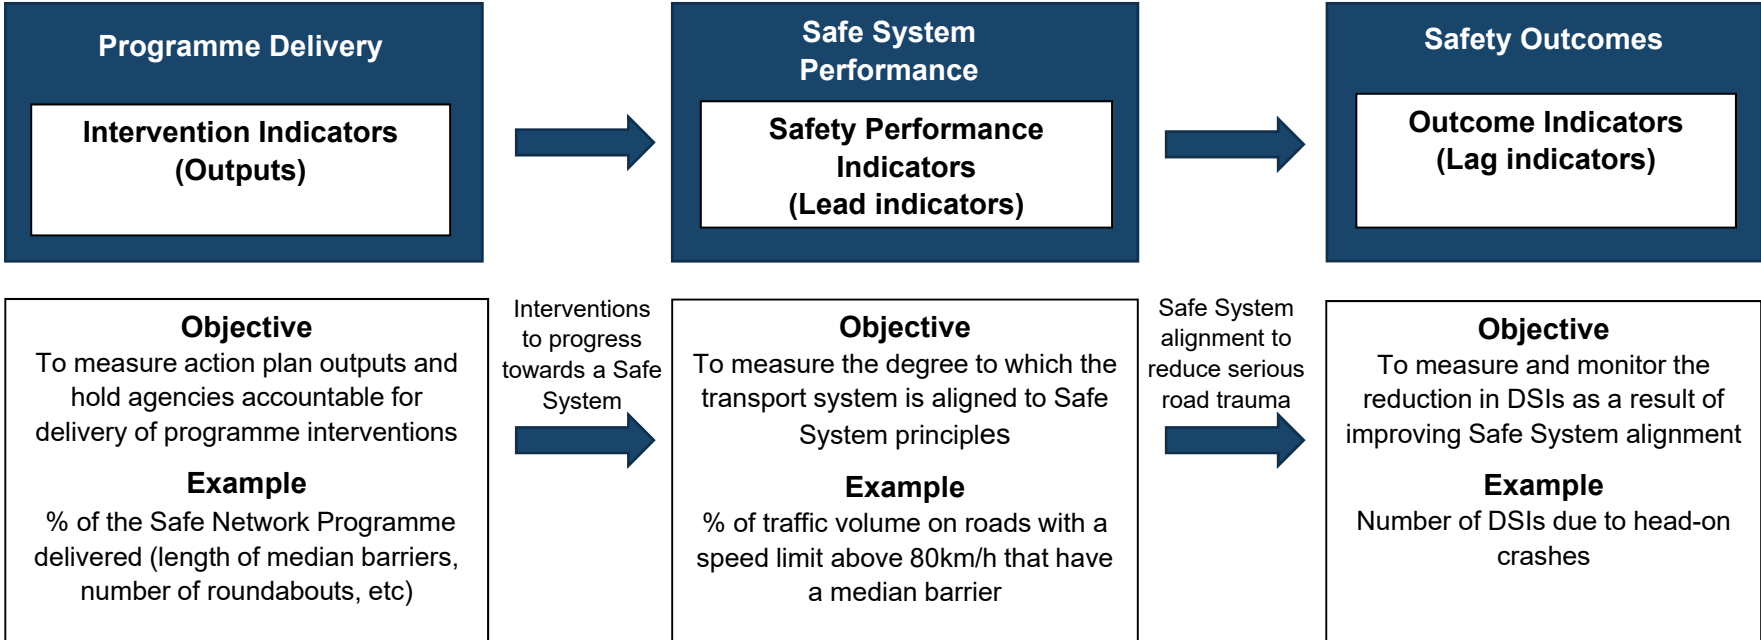 Programme Delivery
Intervention Indicators
(Outputs)
Safe System
Performance
Safety Performance
Indicators
(Lead indicators)
Safety Outcomes
Outcome Indicators
(Lag indicators)
Objective
To measure action plan outputs and
hold agencies accountable for
delivery of programme interventions
Example
% of the Safe Network Programme
delivered (length of median barriers,
number of roundabouts, etc)
Interventions
to progress
towards a Safe
System
Objective
To measure the degree to which the
transport system is aligned to Safe
System principles
Example
% of traffic volume on roads with a
speed limit above 80km/h that have
a median barrier
Safe System
alignment to
reduce serious
road trauma
Objective
To measure and monitor the
reduction in DSIs as a result of
improving Safe System alignment
Example
Number of DSIs due to head-on
crashes